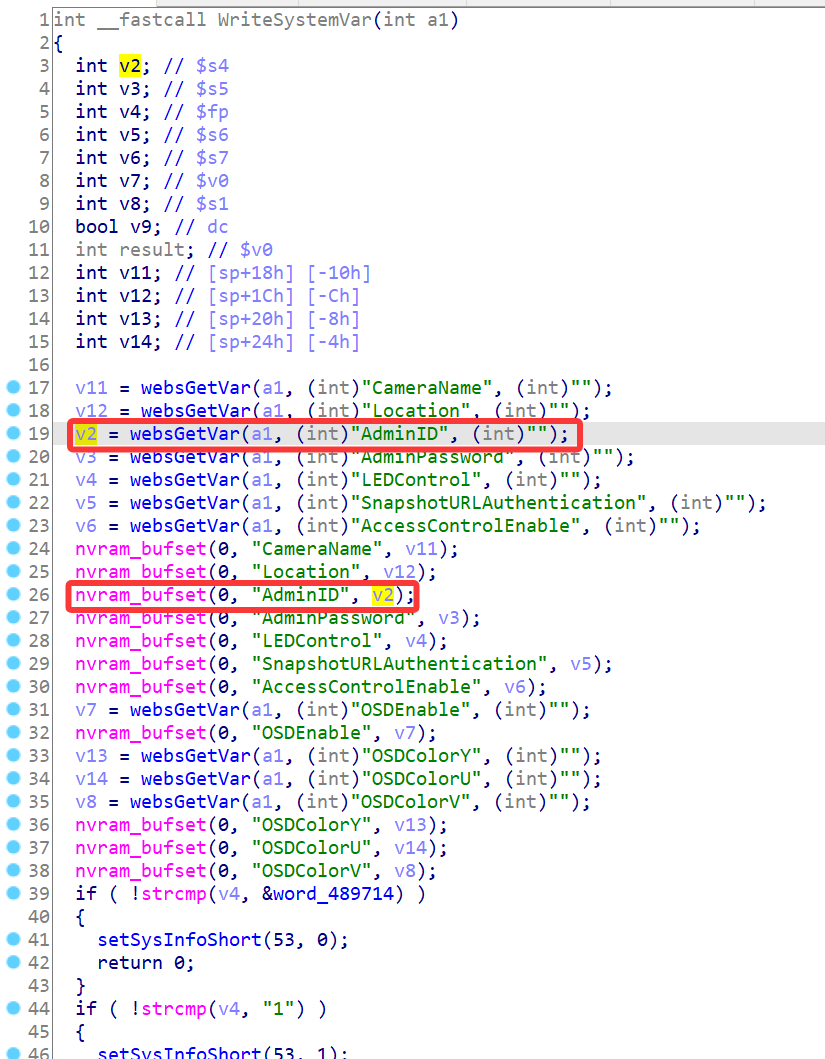 1 int __fastcall WriteSystemVar(int a1)
2 {
3 int v2; // $s4
4 int v3; // $s5
5 int v4; // $fp
6 int v5; // $s6
7 int v6; // $s7
8 int v7; // $v0
9 int v8; // $s1
10 bool v9; // dc
11 int result; // $v0
12 int v11; // [sp+18h] [-10h]
13 int v12; // [sp+1Ch] [-Ch]
14 int v13; // [sp+20h] [-8h]
15 int v14; // [sp+24h] [-4h]
16
17 v11 = websGetVar(a1, (int)"CameraName", (int)"");
18 v12 = websGetVar(a1, (int)"Location", (int)"");
19 v2 = websGetVar(a1, (int)"AdminID", (int)"");
20 v3 = websGetVar(a1, (int)"AdminPassword", (int)"");
21 v4 = websGetVar(a1, (int)"LEDControl", (int)"");
22 v5 = websGetVar(a1, (int)"SnapshotURLAuthentication", (int)"");
23 v6 = websGetVar(a1, (int)"AccessControlEnable", (int)"");
24 nvram_bufset(0, "CameraName", v11);
25 nvram_bufset(0, "Location", v12);
26 nvram_bufset(0, "AdminID", v2);
27 nvram_bufset(0, "AdminPassword", v3);
28 nvram_bufset(0, "LEDControl", v4);
29 nvram_bufset(0, "SnapshotURLAuthentication", v5);
30 nvram_bufset(0, "AccessControlEnable", v6);
31 v7 = websGetVar(a1, (int)"OSDEnable", (int)"");
32 nvram_bufset(0, "OSDEnable", v7);
33 v13 = websGetVar(a1, (int)"OSDColorY", (int)"");
34 v14 = websGetVar(a1, (int)"OSDColorU", (int)"");
35 v8 = websGetVar(a1, (int)"OSDColorV", (int)"");
36 nvram_bufset(0, "OSDColorY", v13);
37 nvram_bufset(0, "OSDColorU", v14);
38 nvram_bufset(0, "OSDColorV", v8);
39 if ( !strcmp(v4, &word_489714) )
40 {
41 setSysInfoShort(53, 0);
42 return 0;
43 }
44 if ( !strcmp(v4, "1") )
45 {
46 setSysInfoShort(53, 1);